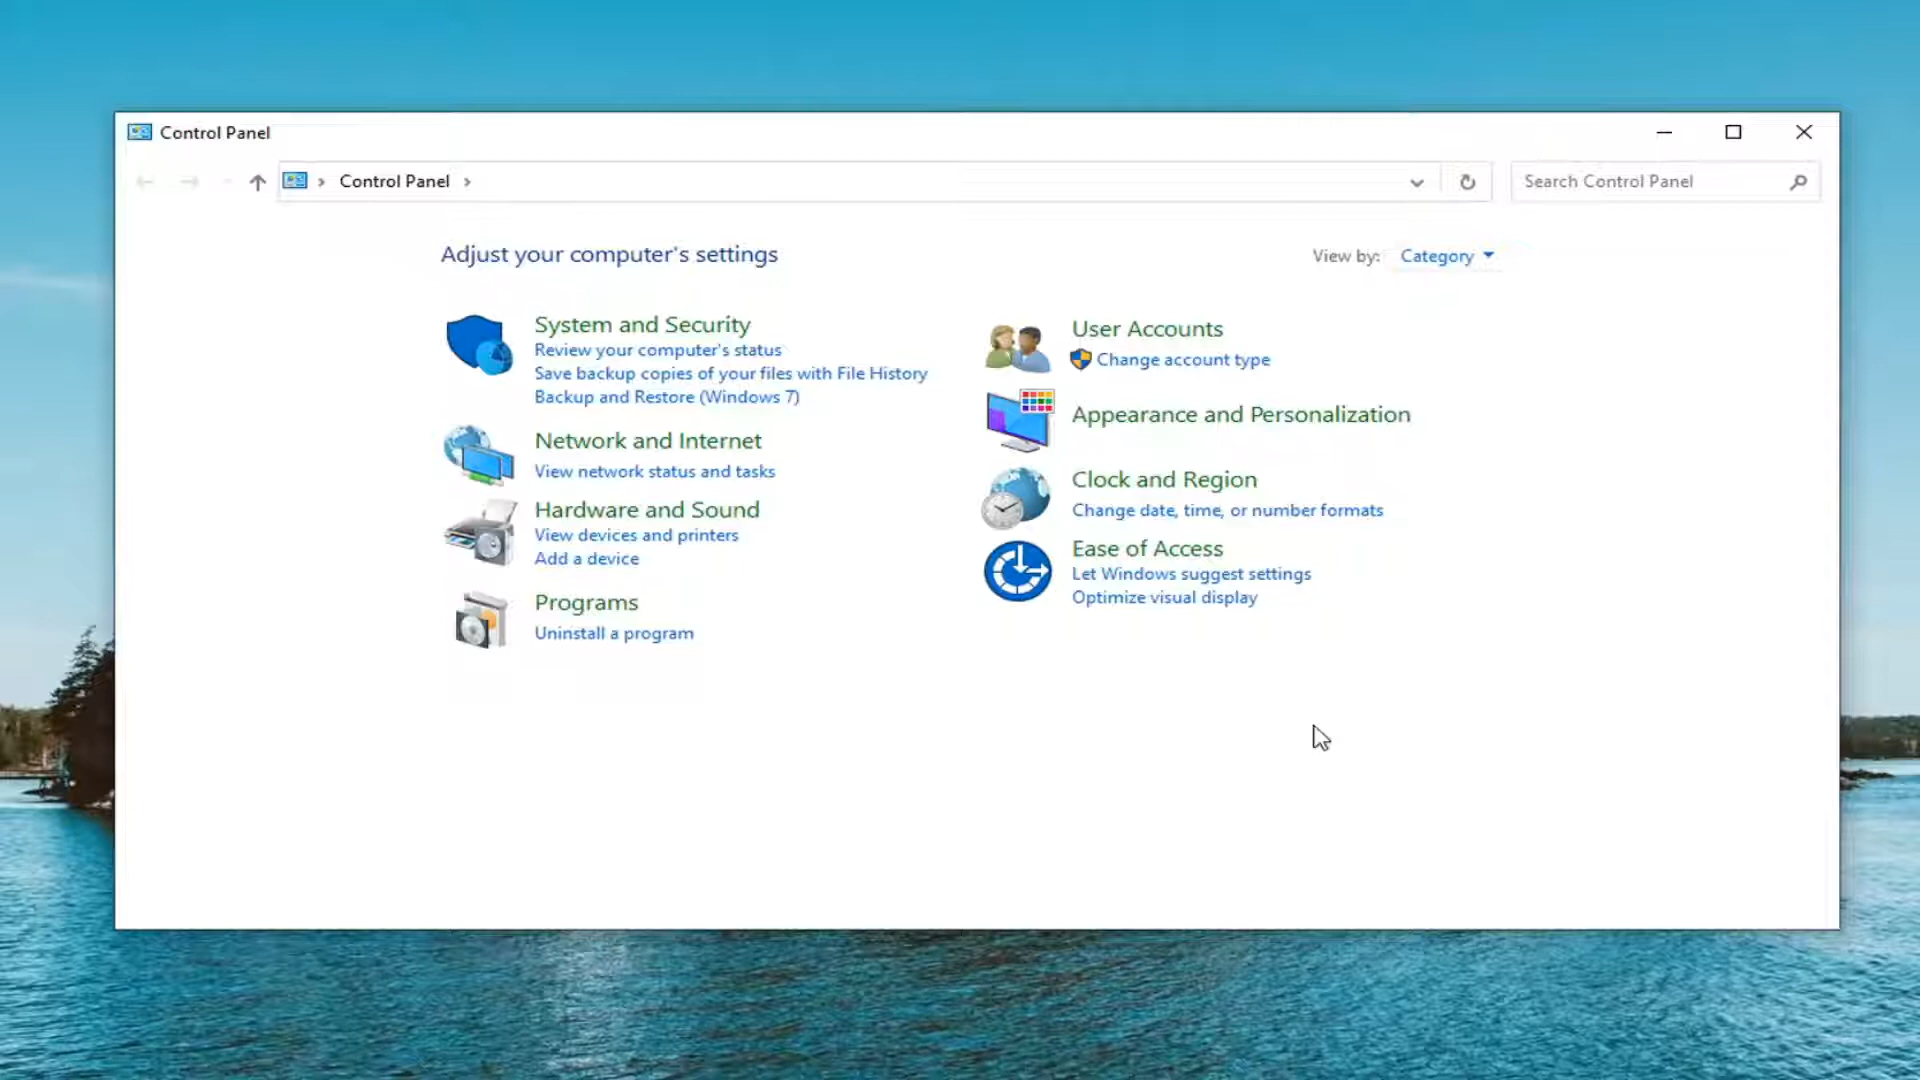 Control Panel
Control Panel
Search Control Panel
Adjust your computer's settings
View by: Category
System and Security
Review your computer's status
Save backup copies of your files with File History
Backup and Restore (Windows 7)
Network and Internet
View network status and tasks
Hardware and Sound
View devices and printers
Add a device
Programs
Uninstall a program
User Accounts
Change account type
Appearance and Personalization
Clock and Region
Change date, time, or number formats
Ease of Access
Let Windows suggest settings
Optimize visual display